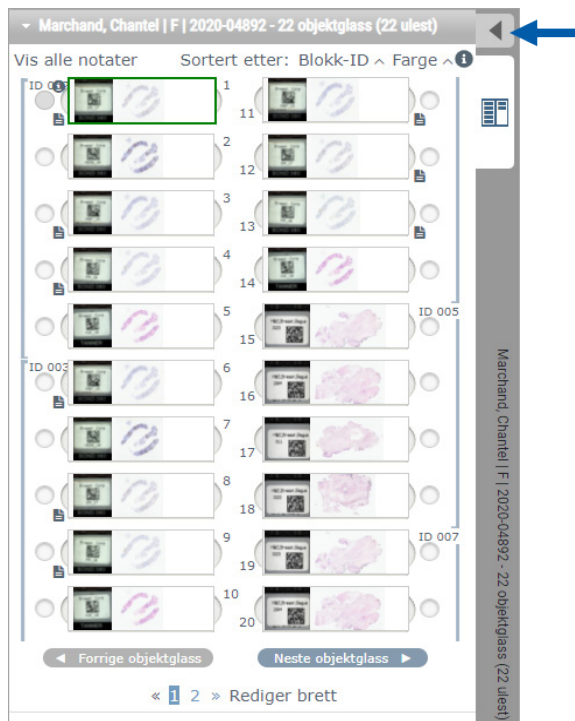 Marchand, Chantel | F | 2020-04892 - 22 objektglass (22 ulest)
Vis alle notater Sortert etter: Blokk-ID Farge
ID
1
11
2
12
3
13
4
14
5
ID 005
15
ID 003
6
16
7
17
8
18
9
ID 007
19
10
20
Forrige objektglass
Neste objektglass
« 1 2 » Rediger brett
Marchand, Chantel | F | 2020-04892 - 22 objektglass (22 ulest)